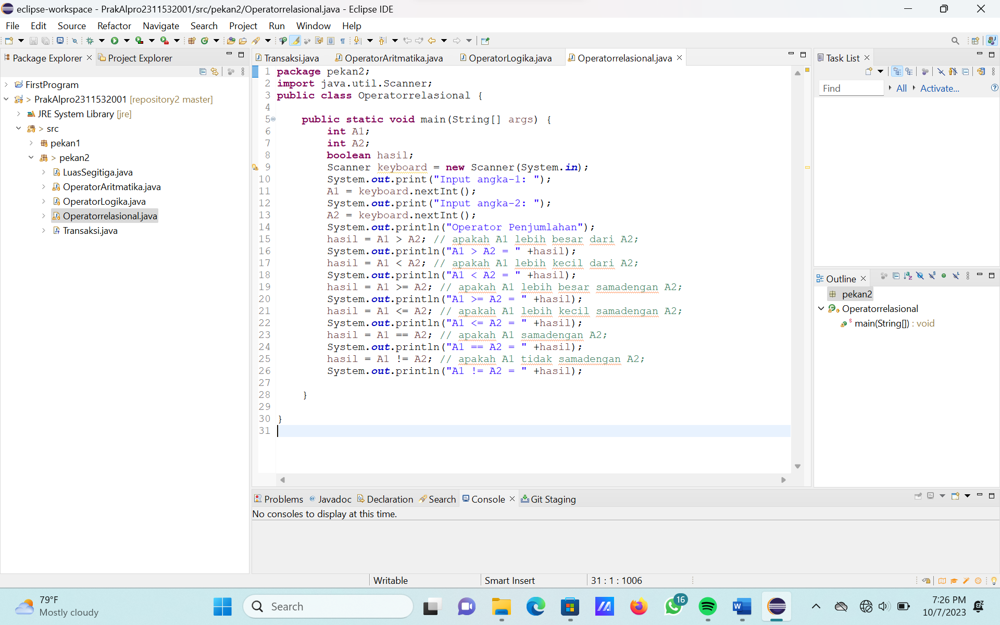 eclipse-workspace - PrakAlpro2311532001/src/pekan2/Operatorrelasional.java - Eclipse IDE
File Edit Source Refactor Navigate Search Project Run Window Help
Package Explorer Project Explorer
FirstProgram
> PrakAlpro2311532001 [repository2 master]
JRE System Library [jre]
> src
pekan1
> pekan2
LuasSegitiga.java
OperatorAritmatika.java
OperatorLogika.java
Operatorrelasional.java
Transaksi.java
Transaksi.java OperatorAritmatika.java OperatorLogika.java Operatorrelasional.java
1 package pekan2;
2 import java.util.Scanner;
3 public class Operatorrelasional {
4
5 public static void main(String[] args) {
6 int A1;
7 int A2;
8 boolean hasil;
9 Scanner keyboard = new Scanner(System.in);
10 System.out.print("Input angka-1: ");
11 A1 = keyboard.nextInt();
12 System.out.print("Input angka-2: ");
13 A2 = keyboard.nextInt();
14 System.out.println("Operator Penjumlahan");
15 hasil = A1 > A2; // apakah A1 lebih besar dari A2;
16 System.out.println("A1 > A2 = " +hasil);
17 hasil = A1 < A2; // apakah A1 lebih kecil dari A2;
18 System.out.println("A1 < A2 = " +hasil);
19 hasil = A1 >= A2; // apakah A1 lebih besar samadengan A2;
20 System.out.println("A1 >= A2 = " +hasil);
21 hasil = A1 <= A2; // apakah A1 lebih kecil samadengan A2;
22 System.out.println("A1 <= A2 = " +hasil);
23 hasil = A1 == A2; // apakah A1 samadengan A2;
24 System.out.println("A1 == A2 = " +hasil);
25 hasil = A1 != A2; // apakah A1 tidak samadengan A2;
26 System.out.println("A1 != A2 = " +hasil);
27
28 }
29
30 }
31
Task List
Find All Activate...
Outline
pekan2
Operatorrelasional
main(String[]) : void
Problems Javadoc Declaration Search Console Git Staging
No consoles to display at this time.
Writable Smart Insert 31 : 1 : 1006
79°F
Mostly cloudy
Search
16
7:26 PM
10/7/2023